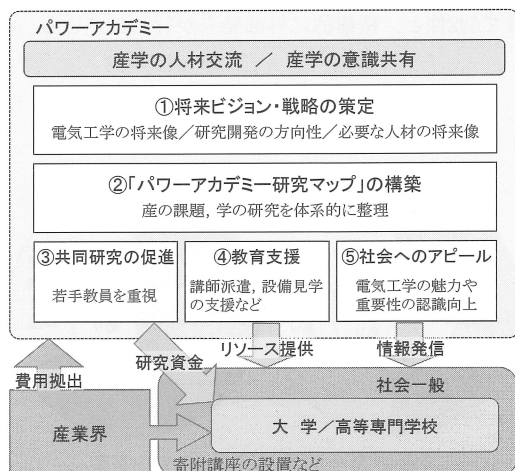 パワーアカデミー
産学の人材交流 / 産学の意識共有
①将来ビジョン・戦略の策定
電気工学の将来像/研究開発の方向性/必要な人材の将来像
②「パワーアカデミー研究マップ」の構築
産の課題,学の研究を体系的に整理
③共同研究の促進
若手教員を重視
④教育支援
講師派遣,設備見学
の支援など
⑤社会へのアピール
電気工学の魅力や
重要性の認識向上
費用拠出
研究資金
リソース提供
情報発信
社会一般
産業界
大 学/高等専門学校
寄附講座の設置など